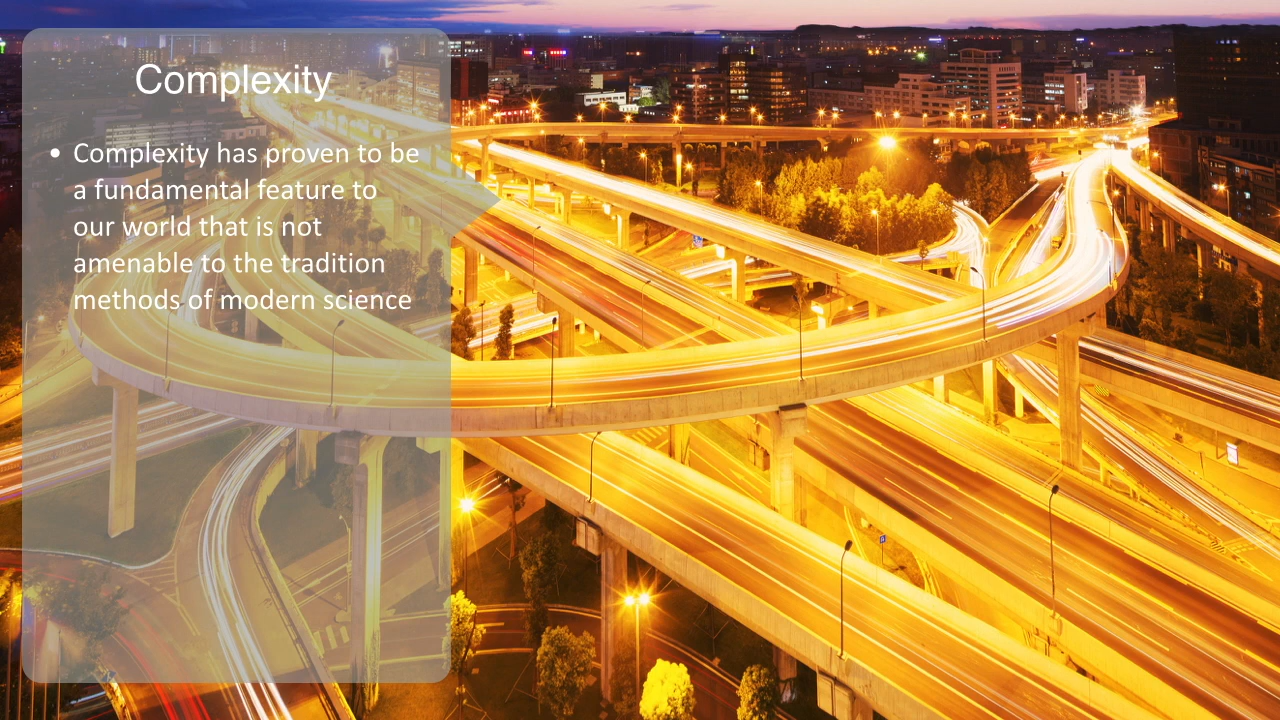 Complexity
• Complexity has proven to be
a fundamental feature to
our world that is not
amenable to the tradition
methods of modern science